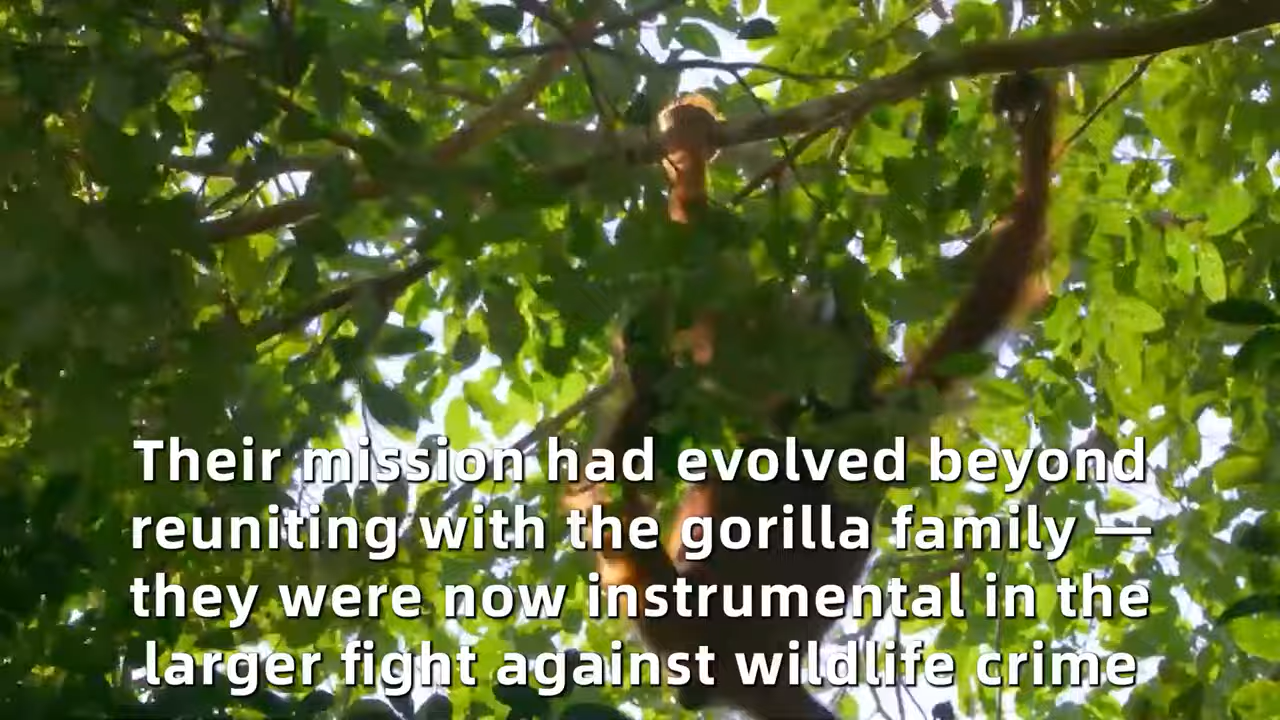 Their mission had evolved beyond
reuniting with the gorilla family —
they were now instrumental in the
larger fight against wildlife crime